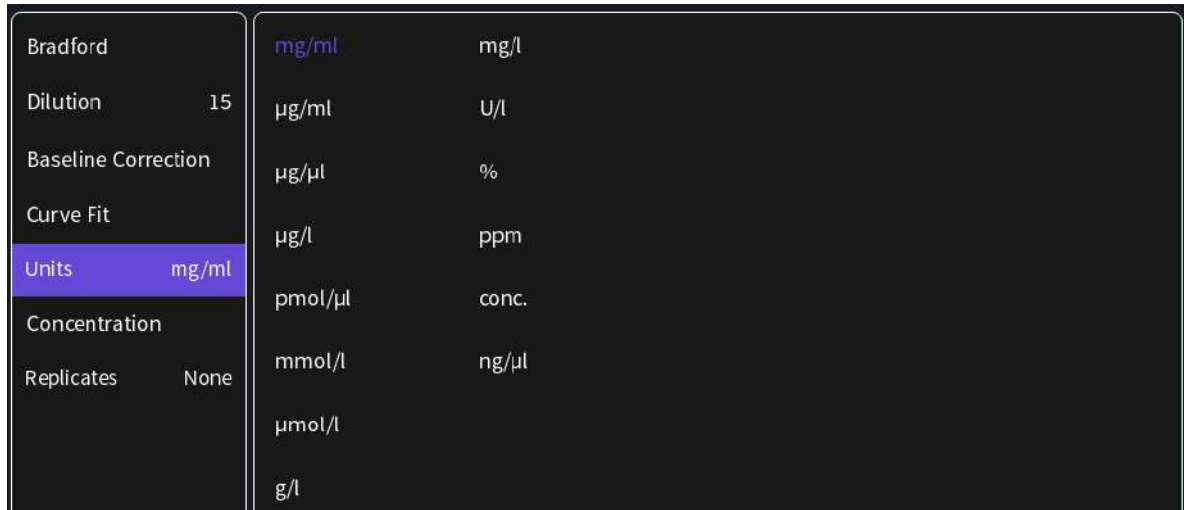 Bradford
Dilution 15
Baseline Correction
Curve Fit
Units mg/ml
Concentration
Replicates None
mg/ml mg/l
µg/ml U/l
µg/µl %
µg/l ppm
pmol/µl conc.
mmol/l ng/µl
µmol/l
g/l